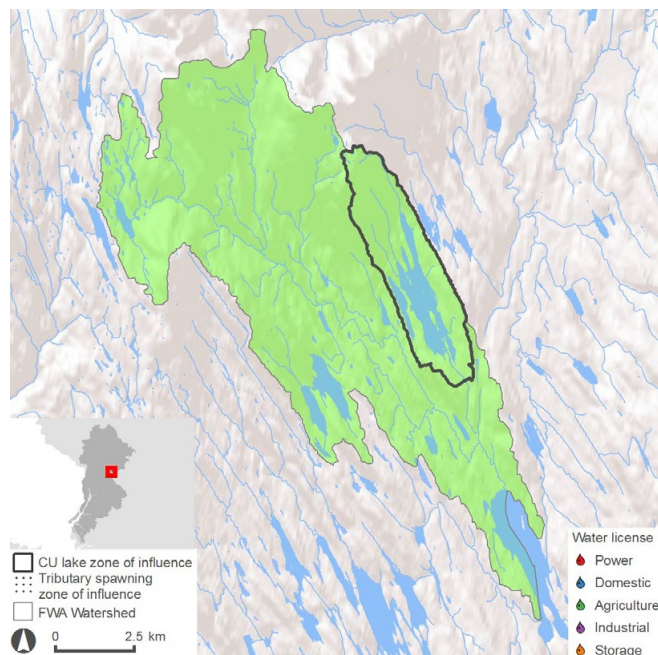 CU lake zone of influence
Tributary spawning
zone of influence
FWA Watershed
0 2.5 km
Water license
Power
Domestic
Agriculture
Industrial
Storage